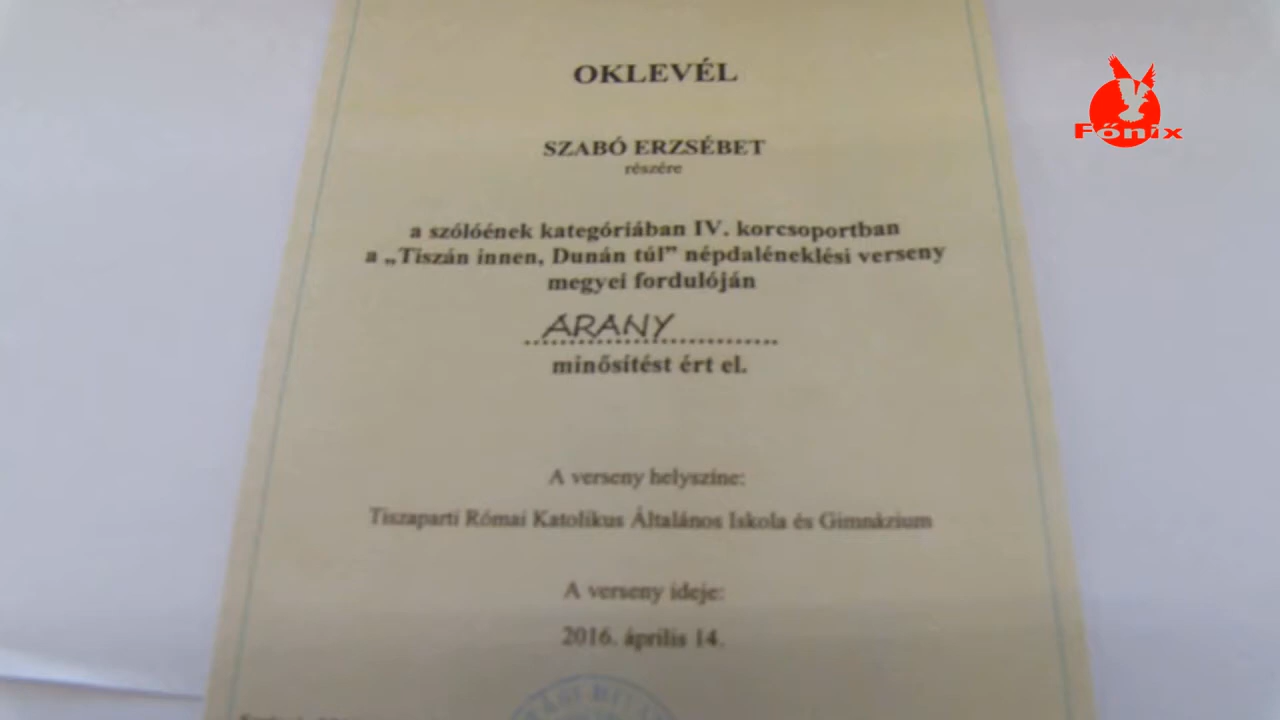 OKLEVÉL
SZABÓ ERZSÉBET
részére
a szólóének kategóriában IV. korcsoportban
a „Tiszán innen, Dunán túl” népdaléneklési verseny
megyei fordulóján
ARANY
minősítést ért el.
A verseny helyszíne:
Tiszaparti Római Katolikus Általános Iskola és Gimnázium
A verseny ideje:
2016. április 14.
Főnix